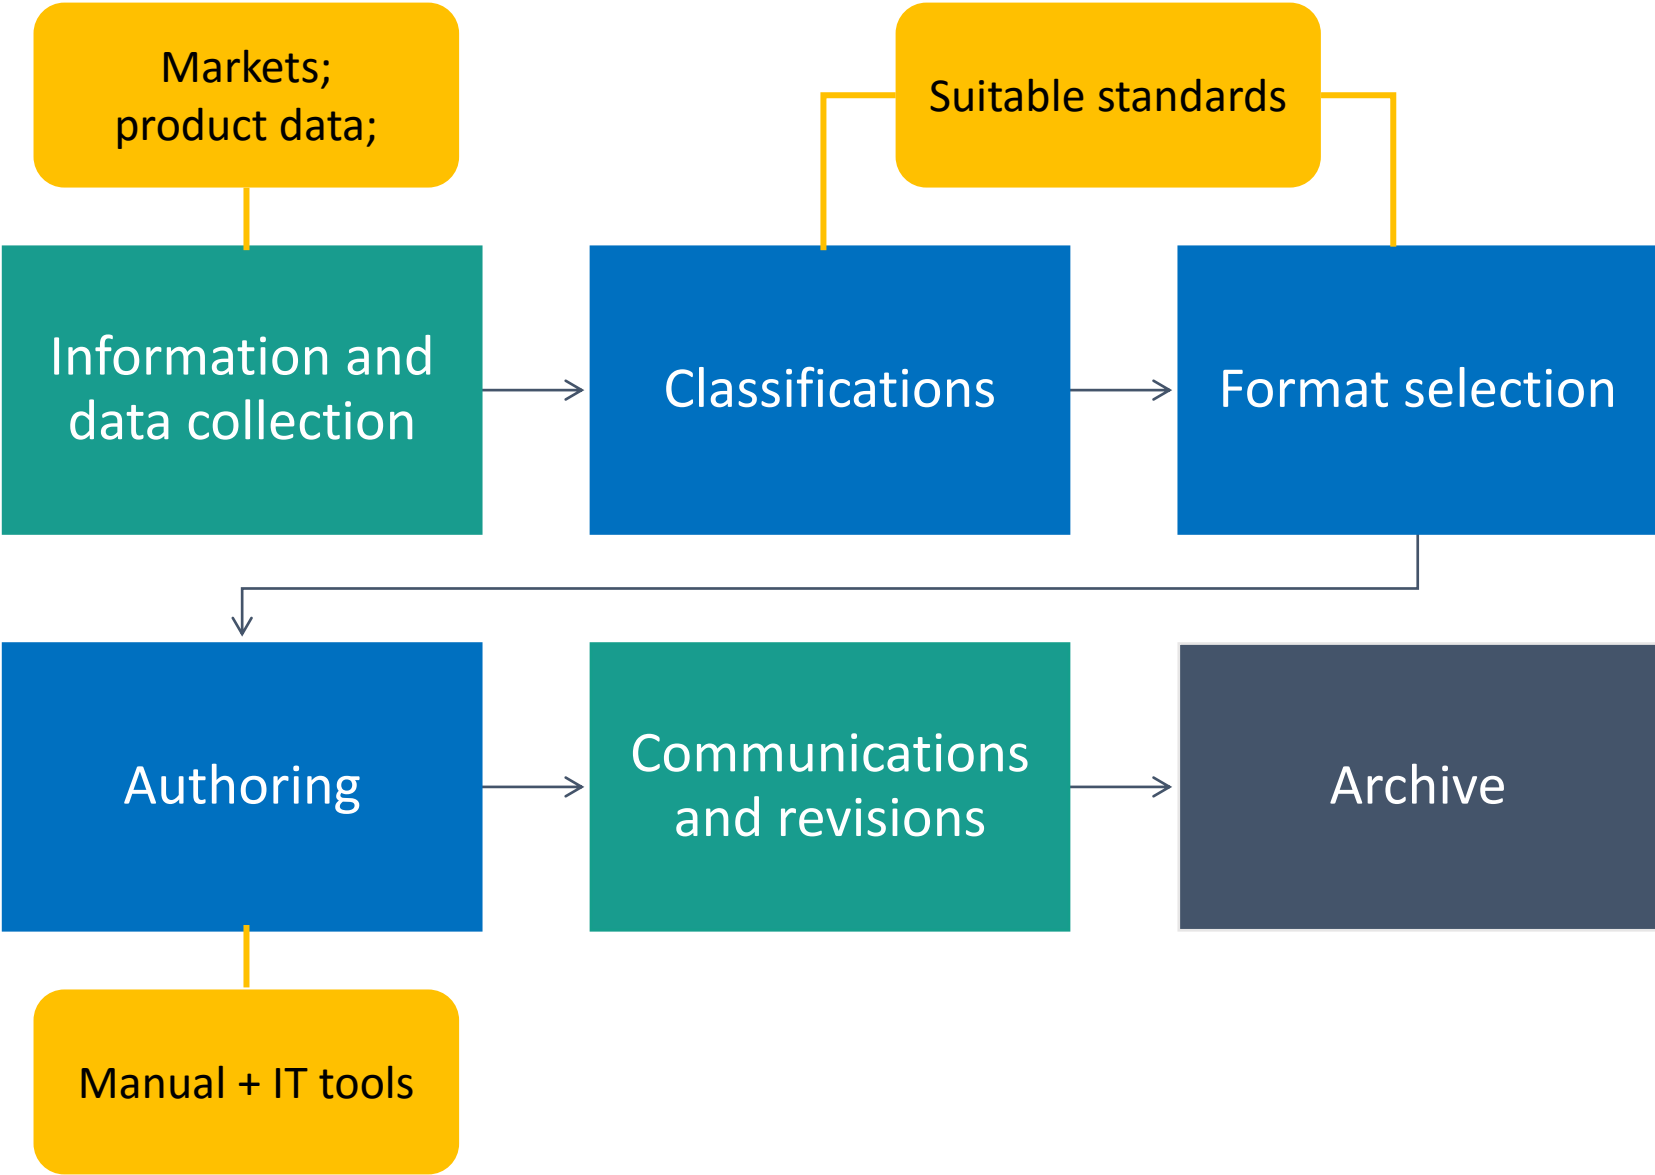 Markets;
product data;
Suitable standards
Information and
data collection
Classifications
Format selection
Authoring
Communications
and revisions
Archive
Manual + IT tools